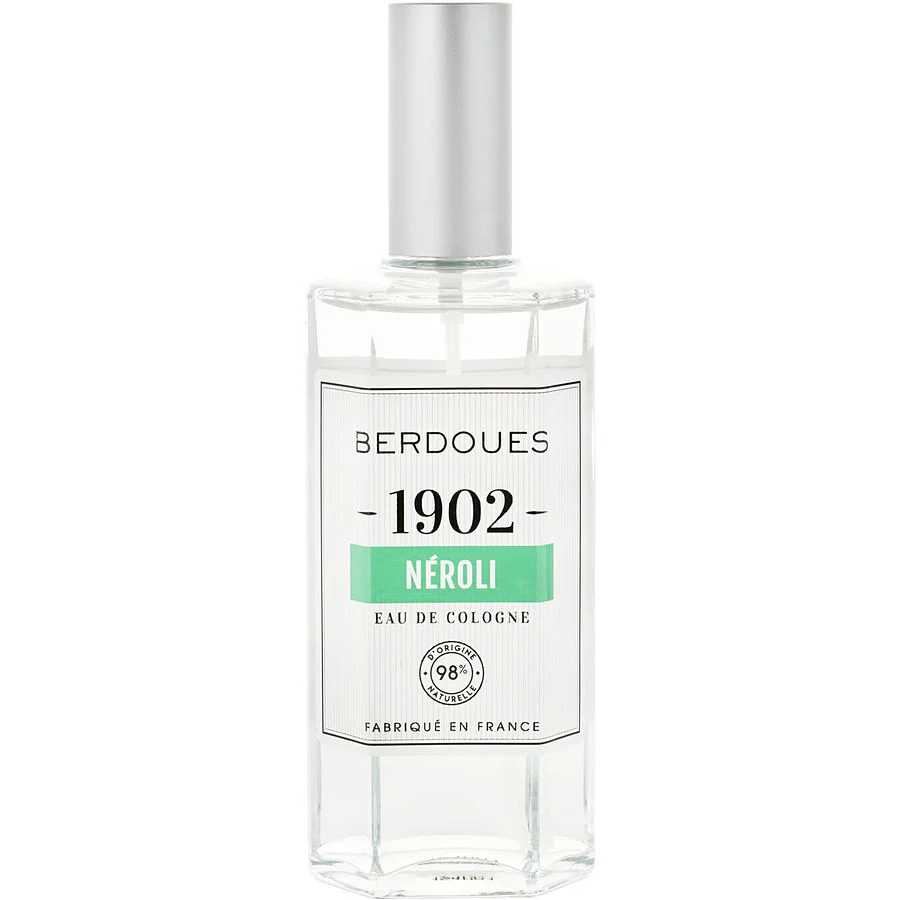 BERDOUES
- 1902 -
NÉROLI
EAU DE COLOGNE
D'ORIGINE
98%
NATURELLE
FABRIQUÉ EN FRANCE